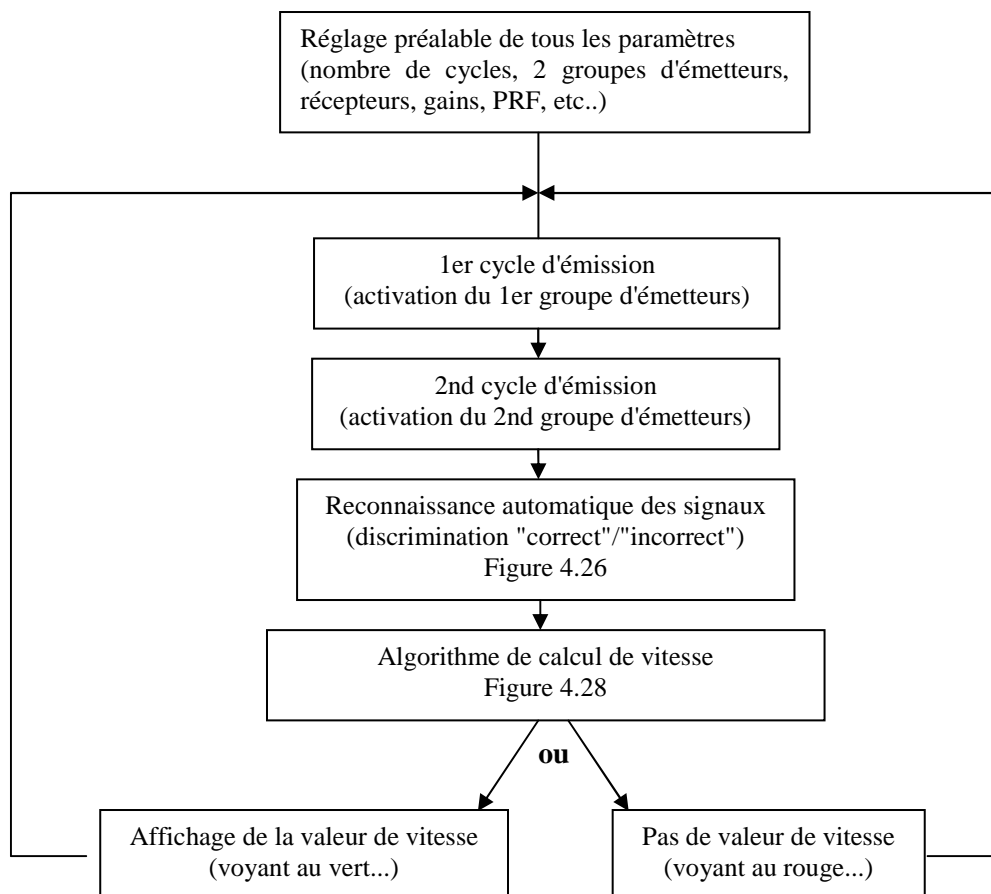 Réglage préalable de tous les paramètres
(nombre de cycles, 2 groupes d'émetteurs,
récepteurs, gains, PRF, etc..)
1er cycle d'émission
(activation du 1er groupe d'émetteurs)
2nd cycle d'émission
(activation du 2nd groupe d'émetteurs)
Reconnaissance automatique des signaux
(discrimination "correct"/"incorrect")
Figure 4.26
Algorithme de calcul de vitesse
Figure 4.28
ou
Affichage de la valeur de vitesse
(voyant au vert...)
Pas de valeur de vitesse
(voyant au rouge...)